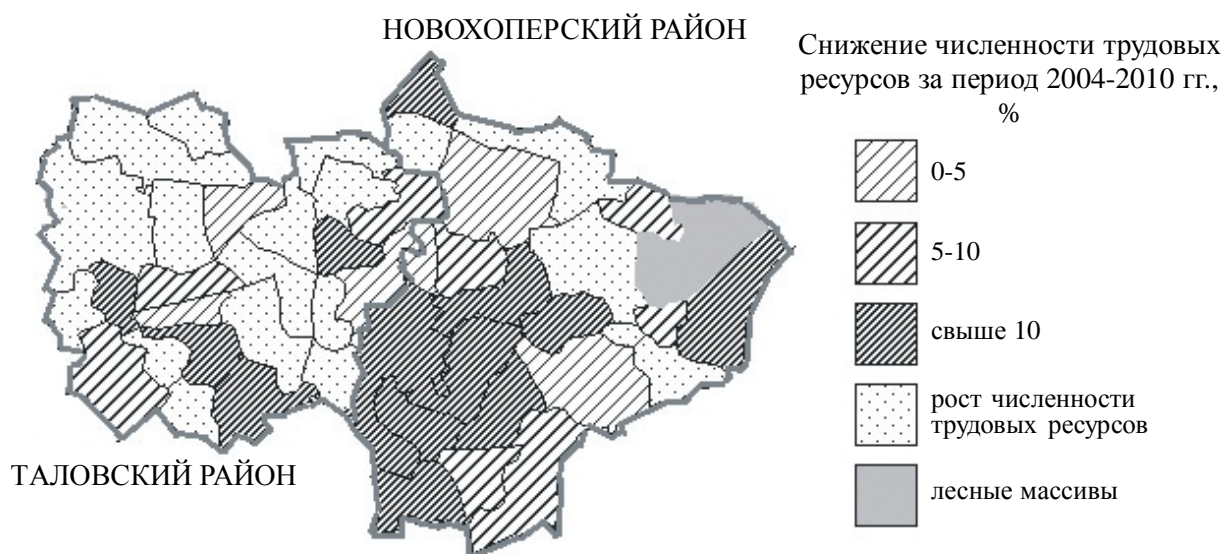 НОВОХОПЕРСКИЙ РАЙОН
ТАЛОВСКИЙ РАЙОН
Снижение численности трудовых
ресурсов за период 2004-2010 гг.,
%
0-5
5-10
свыше 10
рост численности
трудовых ресурсов
лесные массивы